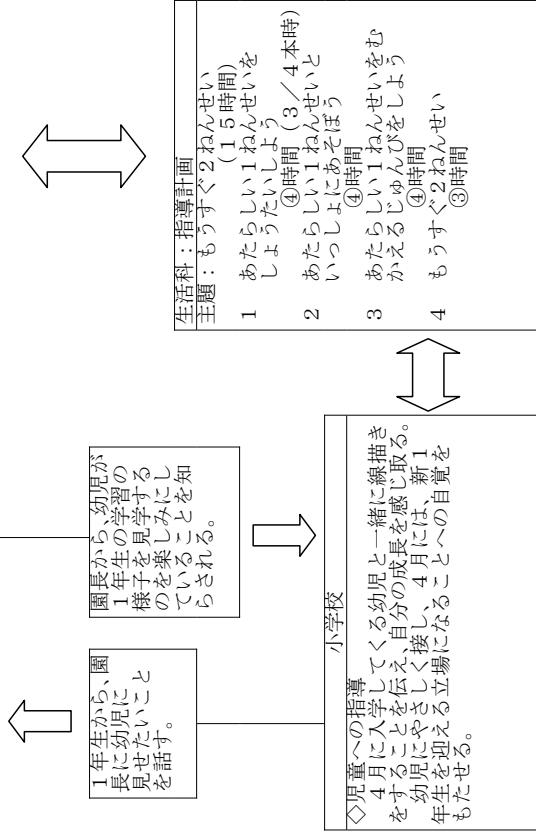 1年生から、園
長に幼児に
見せたいこと
を話す。
園長から、幼児が
1年生の学習の
様子を見学する
のを楽しみにし
ていることを知
らされる。
小学校
◇児童への指導
4月に入学してくる幼児と一緒に線描き
をすることを伝え、自分の成長を感じ取る。
幼児にやさしく接し、4月には、新1
年生を迎える立場になることへの自覚を
もたせる。
生活科：指導計画
主題：もうすぐ2ねんせい
(15時間)
1 あたらしい1ねんせいを
しょうたいしよう
④時間（3／4本時）
2 あたらしい1ねんせいと
いっしょにあそぼう
④時間
3 あたらしい1ねんせいをむ
かえるじゅんびをしよう
④時間
4 もうすぐ2ねんせい
③時間